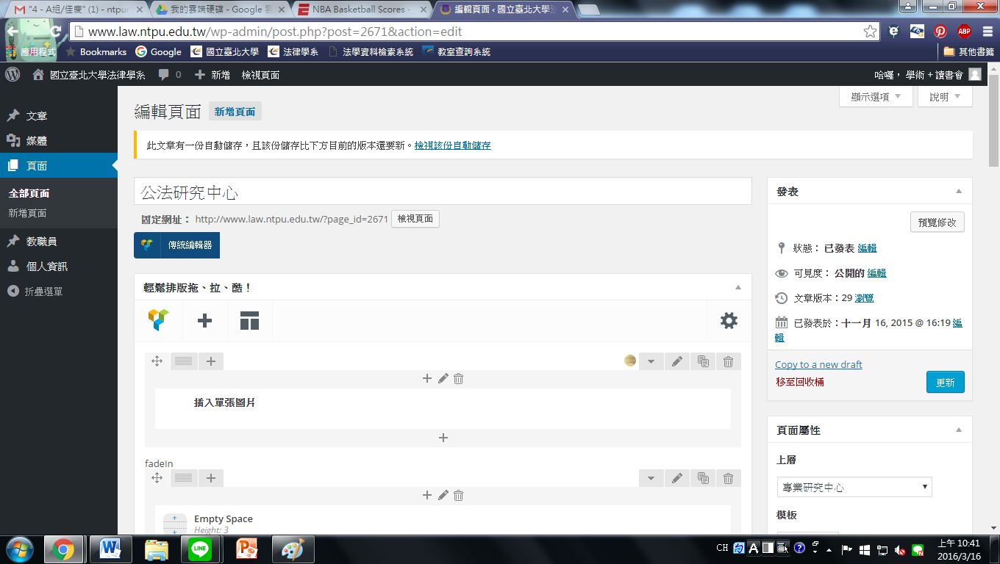 "4 - A組/佳慶" (1) - ntpur
我的雲端硬碟 - Google 雲
NBA Basketball Scores -
編輯頁面 ‹ 國立臺北大學法
www.law.ntpu.edu.tw/wp-admin/post.php?post=2671&action=edit
ABP
應用程式 Bookmarks Google 國立臺北大學 法律學系 法學資料檢索系統 教室查詢系統 其他書籤
國立臺北大學法律學系 0 新增 檢視頁面 哈囉， 學術 + 讀書會
顯示選項 說明
文章
媒體
頁面
全部頁面
新增頁面
教職員
個人資訊
折疊選單
編輯頁面 新增頁面
此文章有一份自動儲存，且該份儲存比下方目前的版本還要新。檢視該份自動儲存
公法研究中心
固定網址： http://www.law.ntpu.edu.tw/?page_id=2671 檢視頁面
傳統編輯器
輕鬆排版拖、拉、酷！
插入單張圖片
fadeIn
Empty Space
Height: 3
發表
預覽修改
狀態： 已發表 編輯
可見度： 公開的 編輯
文章版本：29 瀏覽
已發表於：十一月 16, 2015 @ 16:19 編
輯
Copy to a new draft
移至回收桶 更新
頁面屬性
上層
專業研究中心
模板
CH
上午 10:41
2016/3/16